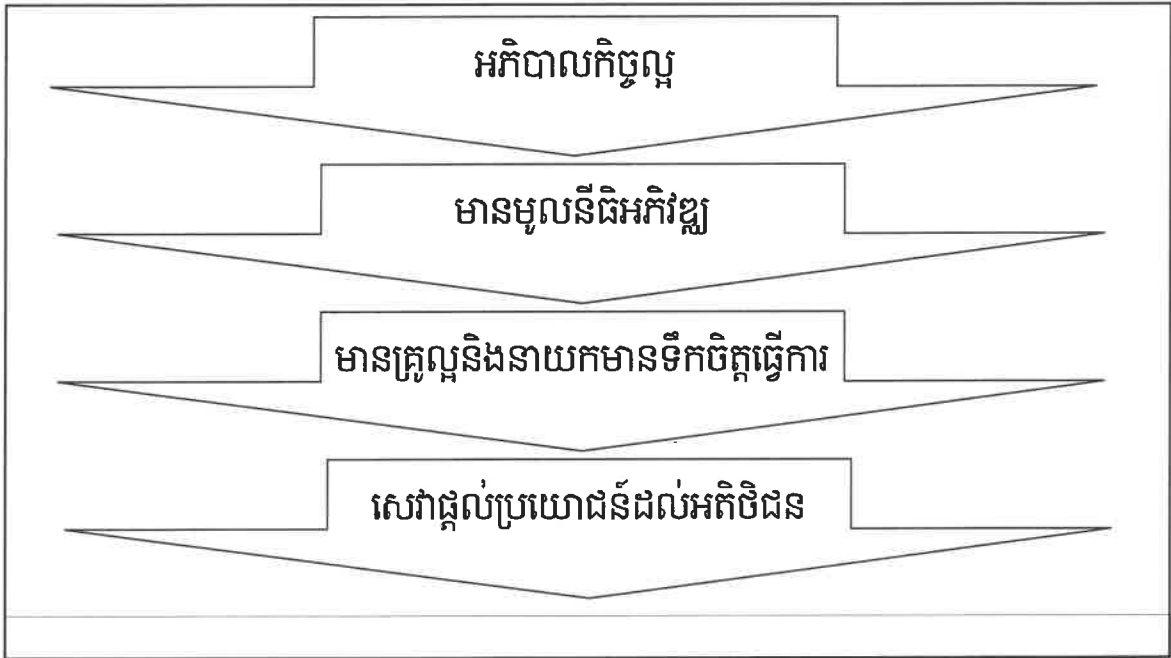 អភិបាលកិច្ចល្អ
មានមូលនីធិអភិវឌ្ឍ
មានគ្រូល្អនិងនាយកមានទឹកចិត្តធ្វើការ
សេវាផ្តល់ប្រយោជន៍ដល់អតិថិជន